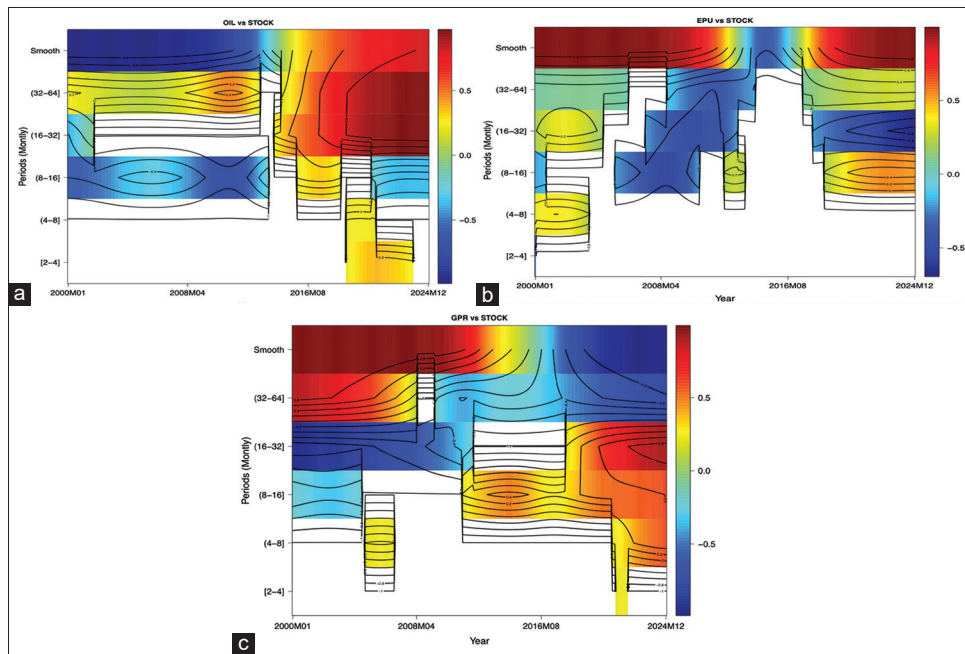 OIL vs STOCK
Periods (Montly)
Smooth
(32−64]
(16−32]
(8−16]
(4−8]
[2−4]
2000M01
2008M04
2016M08
2024M12
0.5
0.0
−0.5
a
EPU vs STOCK
Periods (Montly)
Smooth
(32−64]
(16−32]
(8−16]
(4−8]
[2−4]
2000M01
2008M04
2016M08
2024M12
Year
0.5
0.0
−0.5
b
GPR vs STOCK
Periods (Montly)
Smooth
(32−64]
(16−32]
(8−16]
(4−8]
[2−4]
2000M01
2008M04
2016M08
2024M12
Year
0.5
0.0
−0.5
c